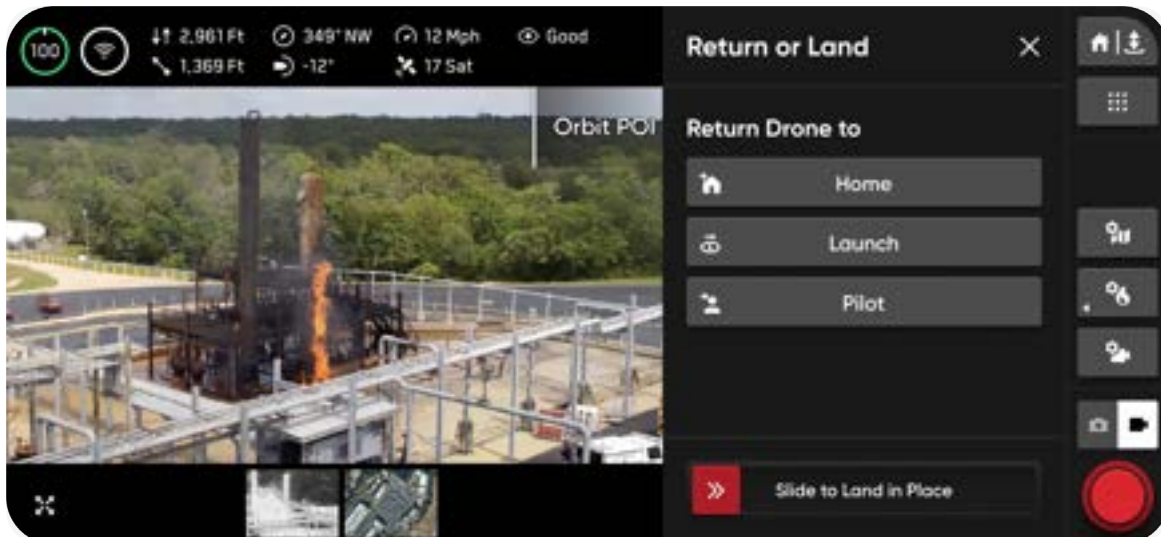 100
2,961 Ft 349° NW 12 Mph Good
1,369 Ft -12° 17 Sat
Orbit POI
Return or Land
Return Drone to
Home
Launch
Pilot
Slide to Land in Place